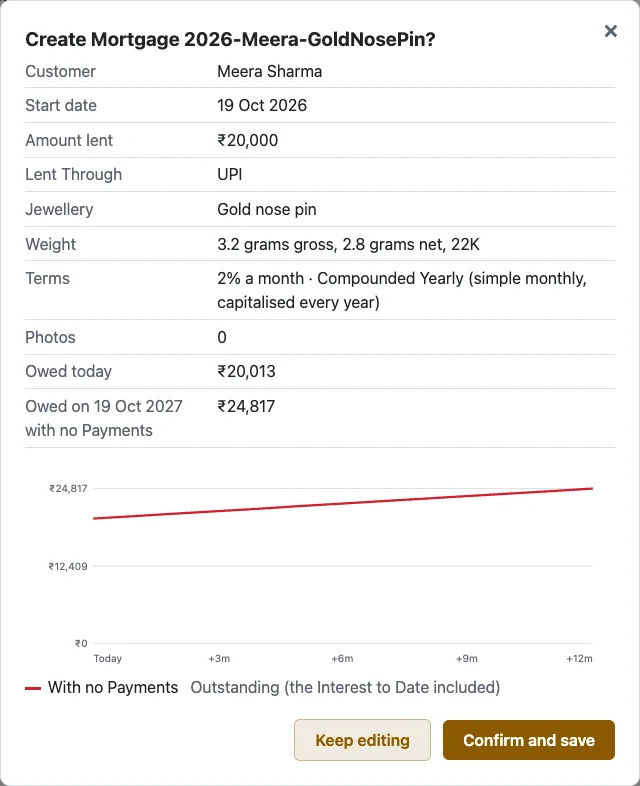 Create Mortgage 2026-Meera-GoldNosePin?
×
Customer Meera Sharma
Start date 19 Oct 2026
Amount lent ₹20,000
Lent Through UPI
Jewellery Gold nose pin
Weight 3.2 grams gross, 2.8 grams net, 22K
Terms 2% a month · Compounded Yearly (simple monthly,
capitalised every year)
Photos 0
Owed today ₹20,013
Owed on 19 Oct 2027 ₹24,817
with no Payments
₹24,817
₹12,409
₹0
Today +3m +6m +9m +12m
With no Payments Outstanding (the Interest to Date included)
Keep editing Confirm and save